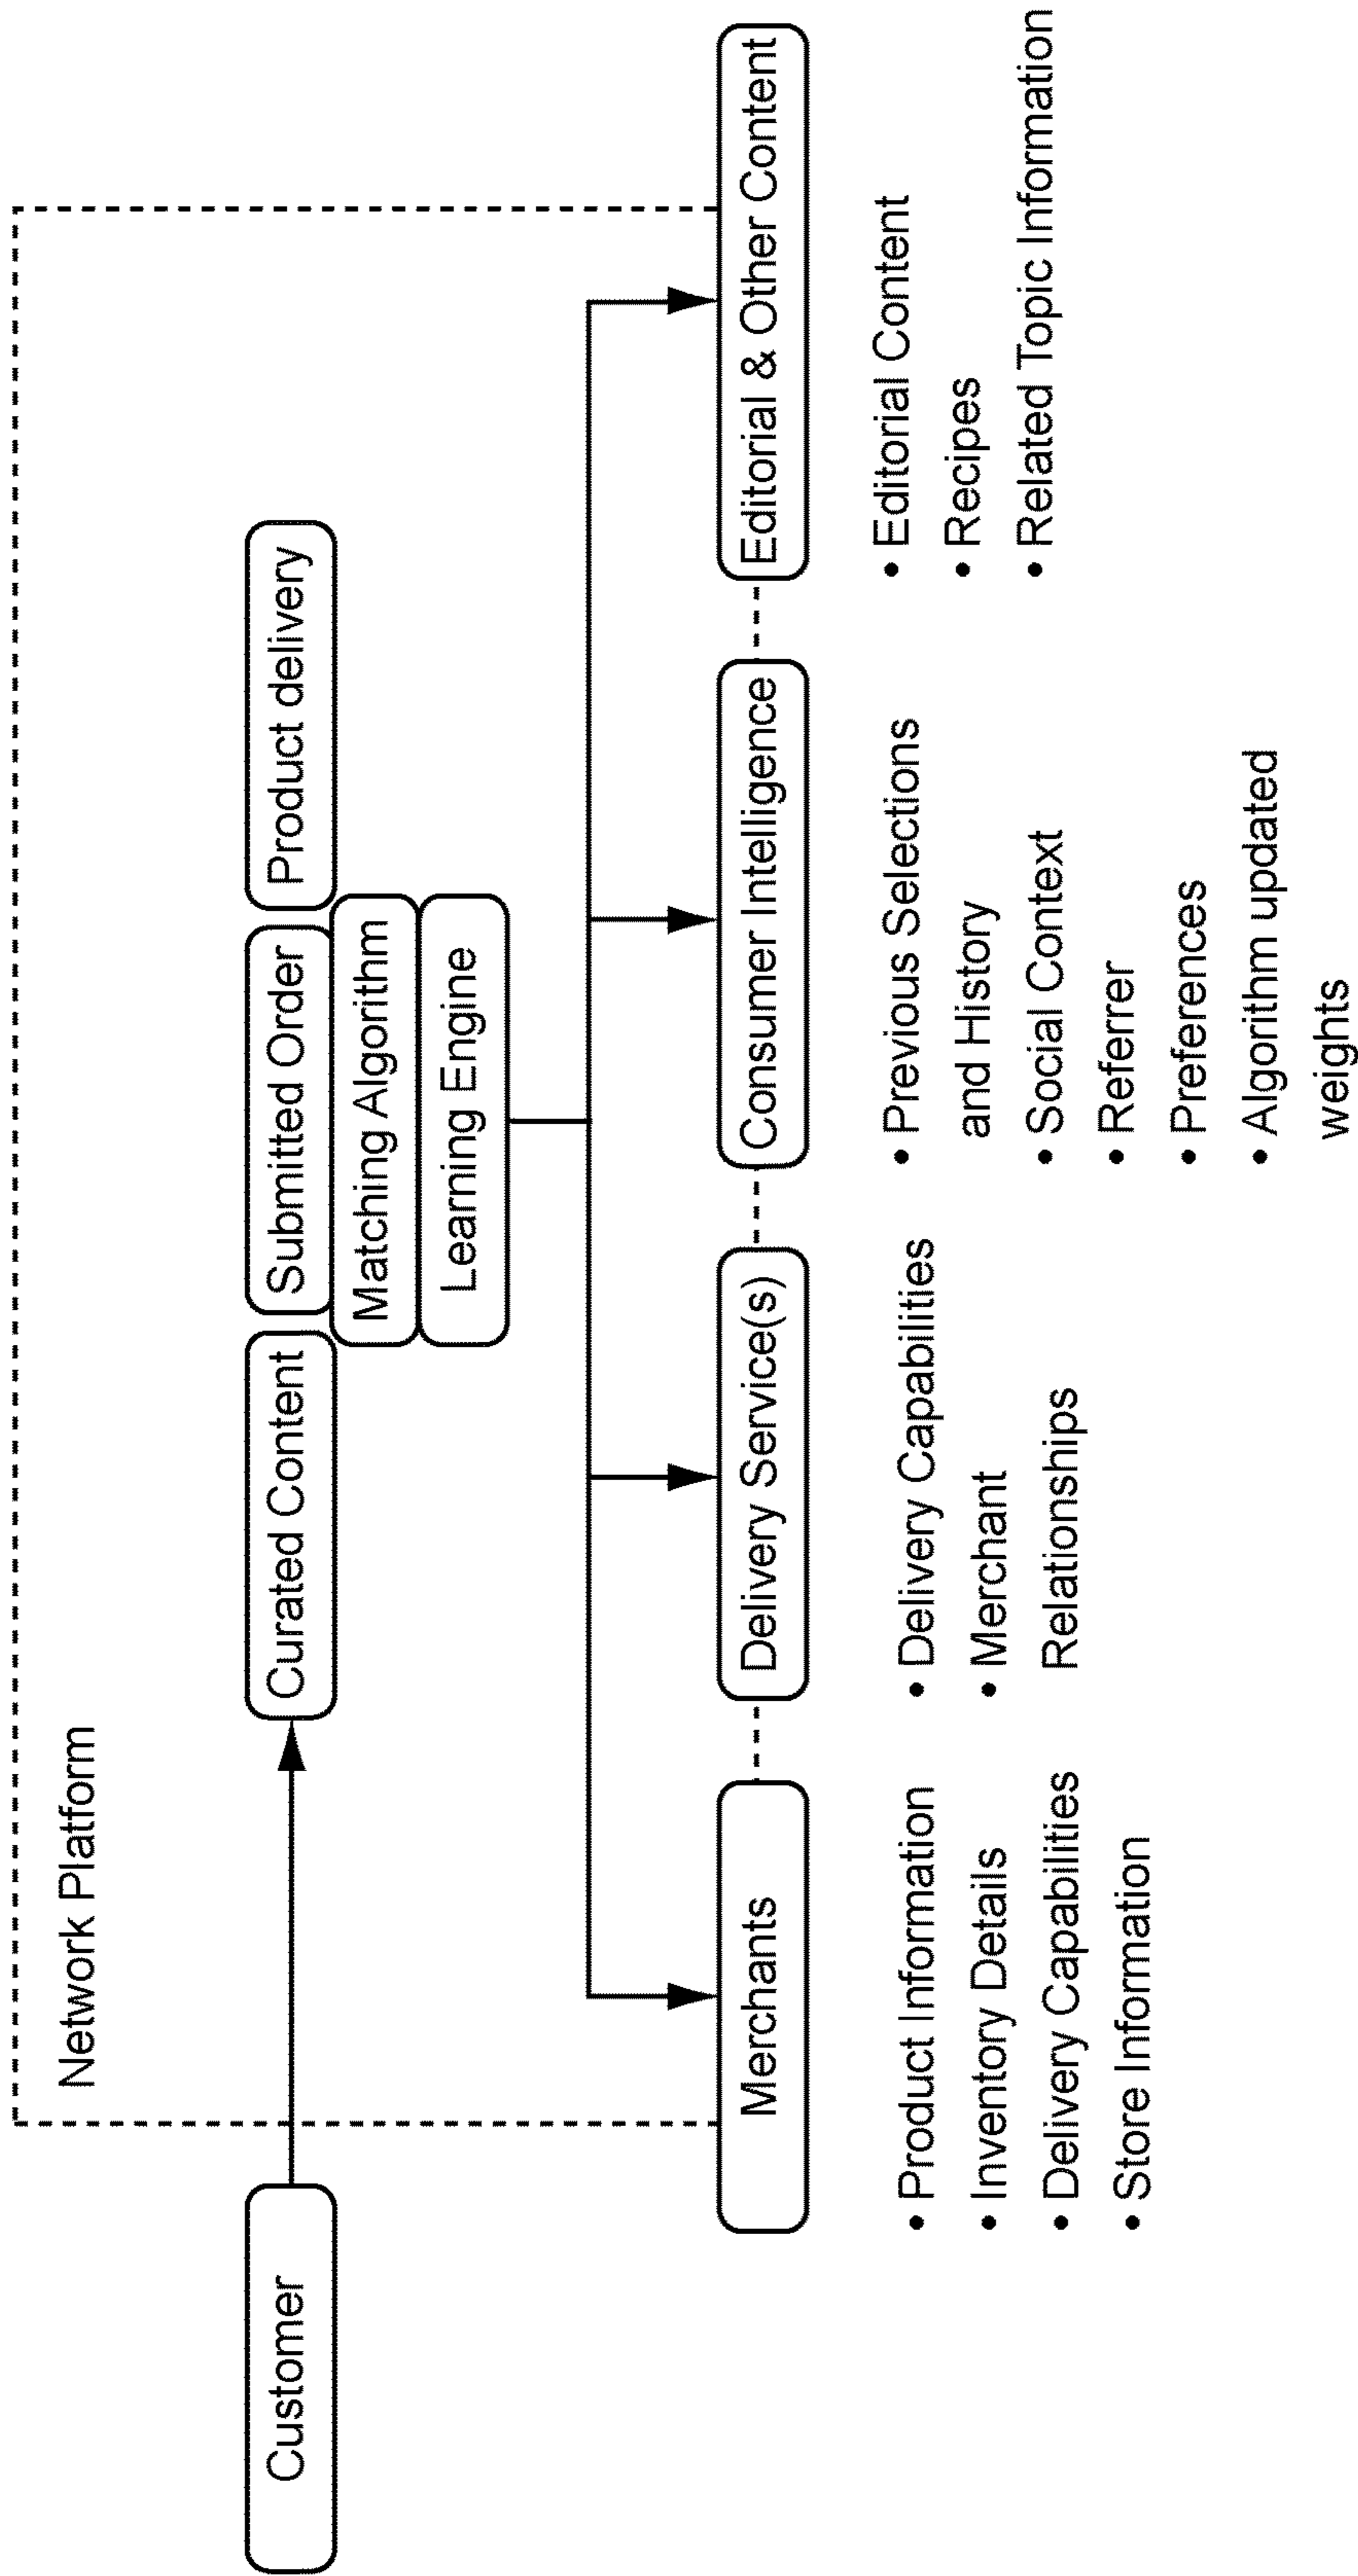 Network Platform
Customer
Curated Content
Submitted Order
Product delivery
Matching Algorithm
Learning Engine
Merchants
• Product Information
• Inventory Details
• Delivery Capabilities
• Store Information
Delivery Service(s)
• Delivery Capabilities
• Merchant
Relationships
Consumer Intelligence
• Previous Selections
and History
• Social Context
• Referrer
• Preferences
• Algorithm updated
weights
Editorial & Other Content
• Editorial Content
• Recipes
• Related Topic Information